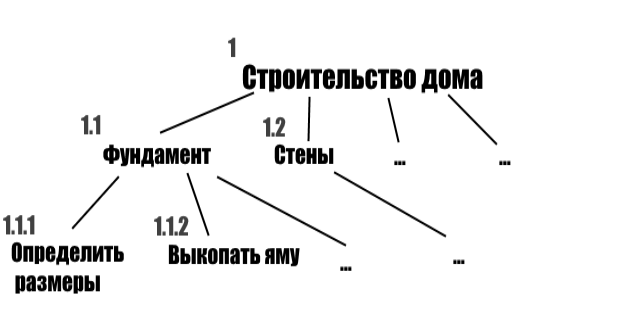 1
Строительство дома
1.1
1.2
Фундамент
Стены
...
...
1.1.1
1.1.2
Определить
размеры
Выкопать яму
...
...